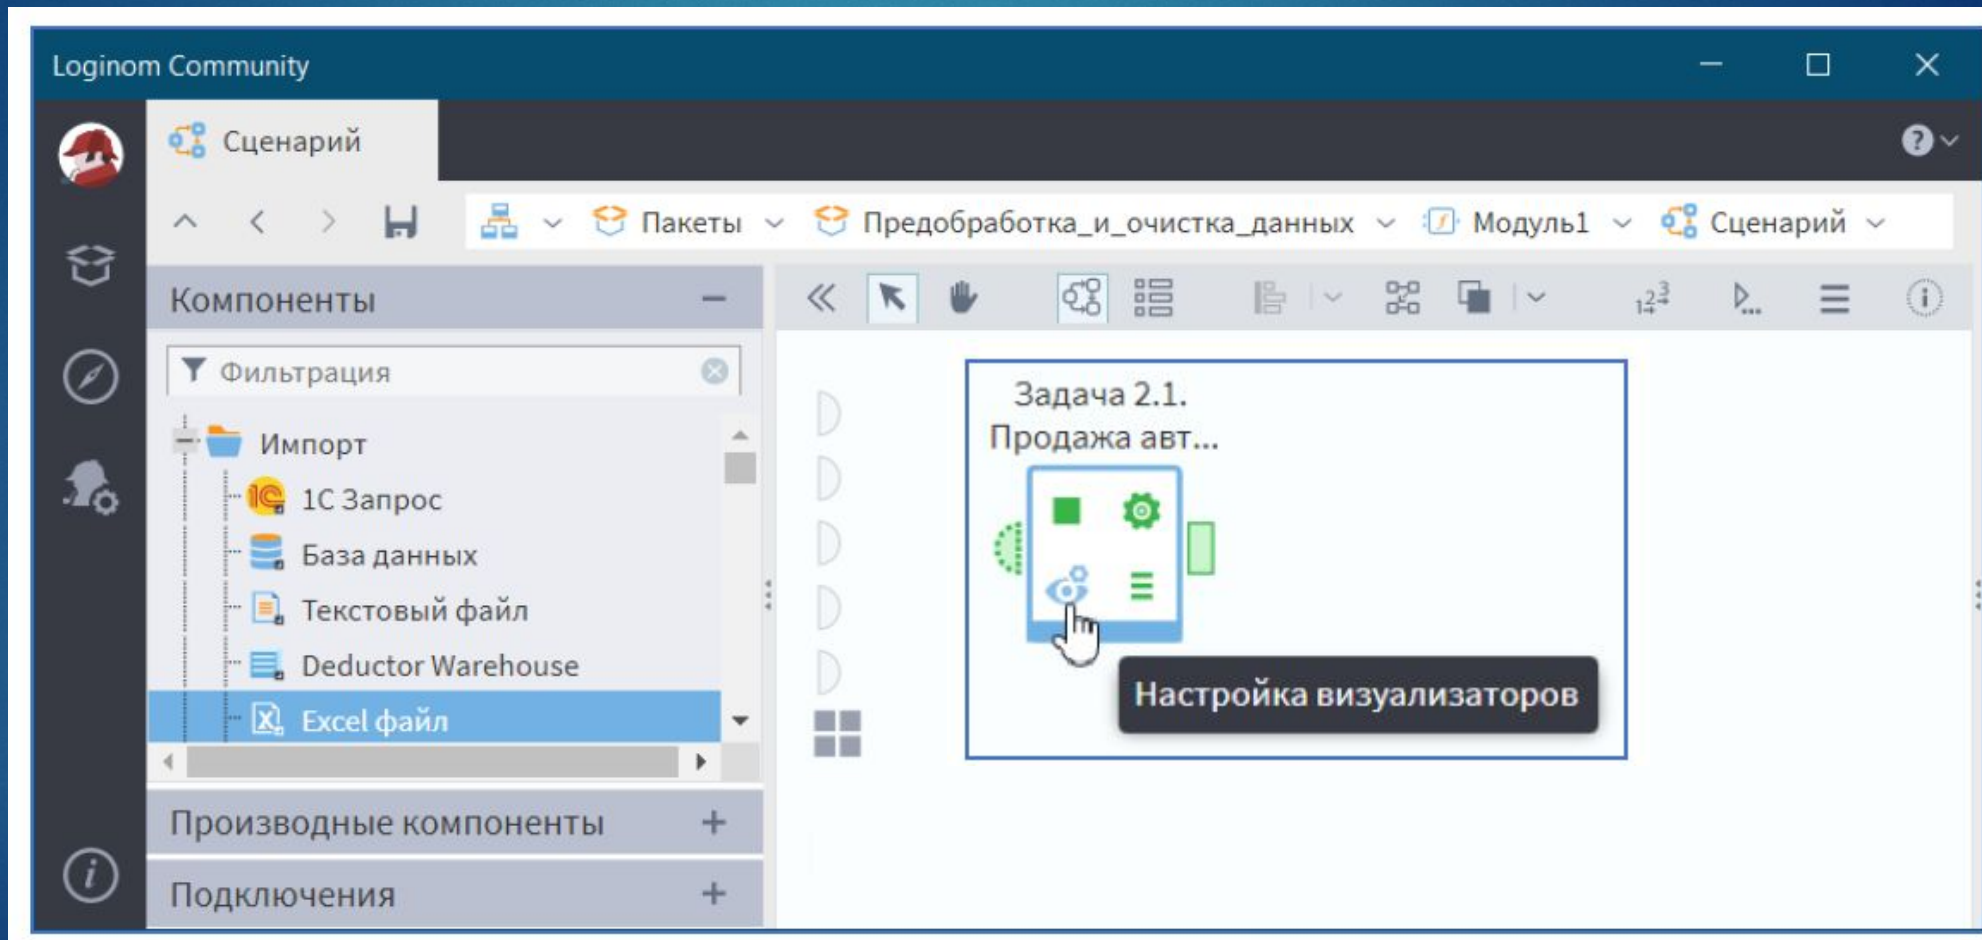 Loginom Community
Сценарий
Пакеты Предобработка_и_очистка_данных Модуль1 Сценарий
Компоненты
Фильтрация
Импорт
1С Запрос
База данных
Текстовый файл
Deductor Warehouse
Excel файл
Производные компоненты
Подключения
Задача 2.1.
Продажа авт...
Настройка визуализаторов